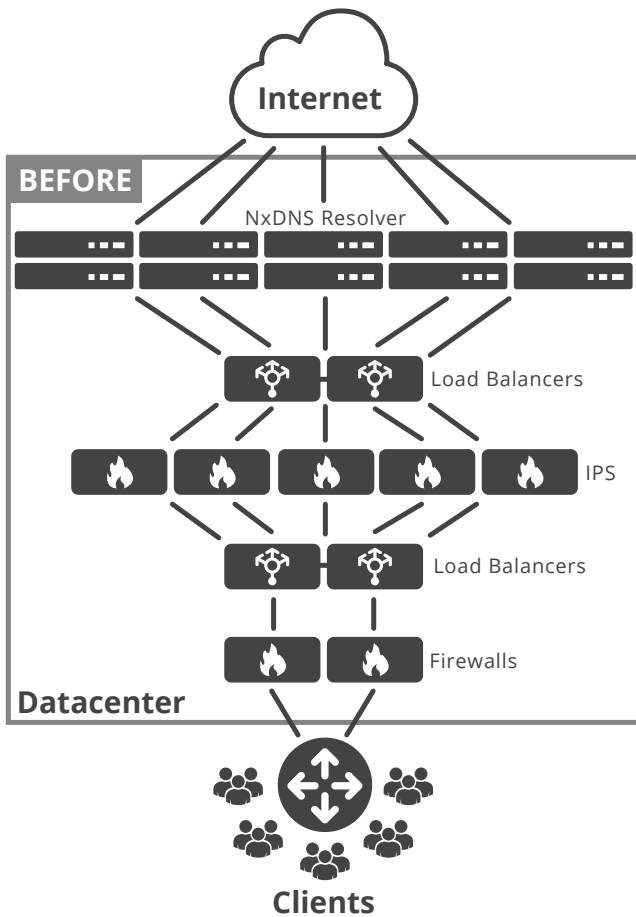 Internet
BEFORE
NxDNS Resolver
Load Balancers
IPS
Load Balancers
Firewalls
Datacenter
Clients